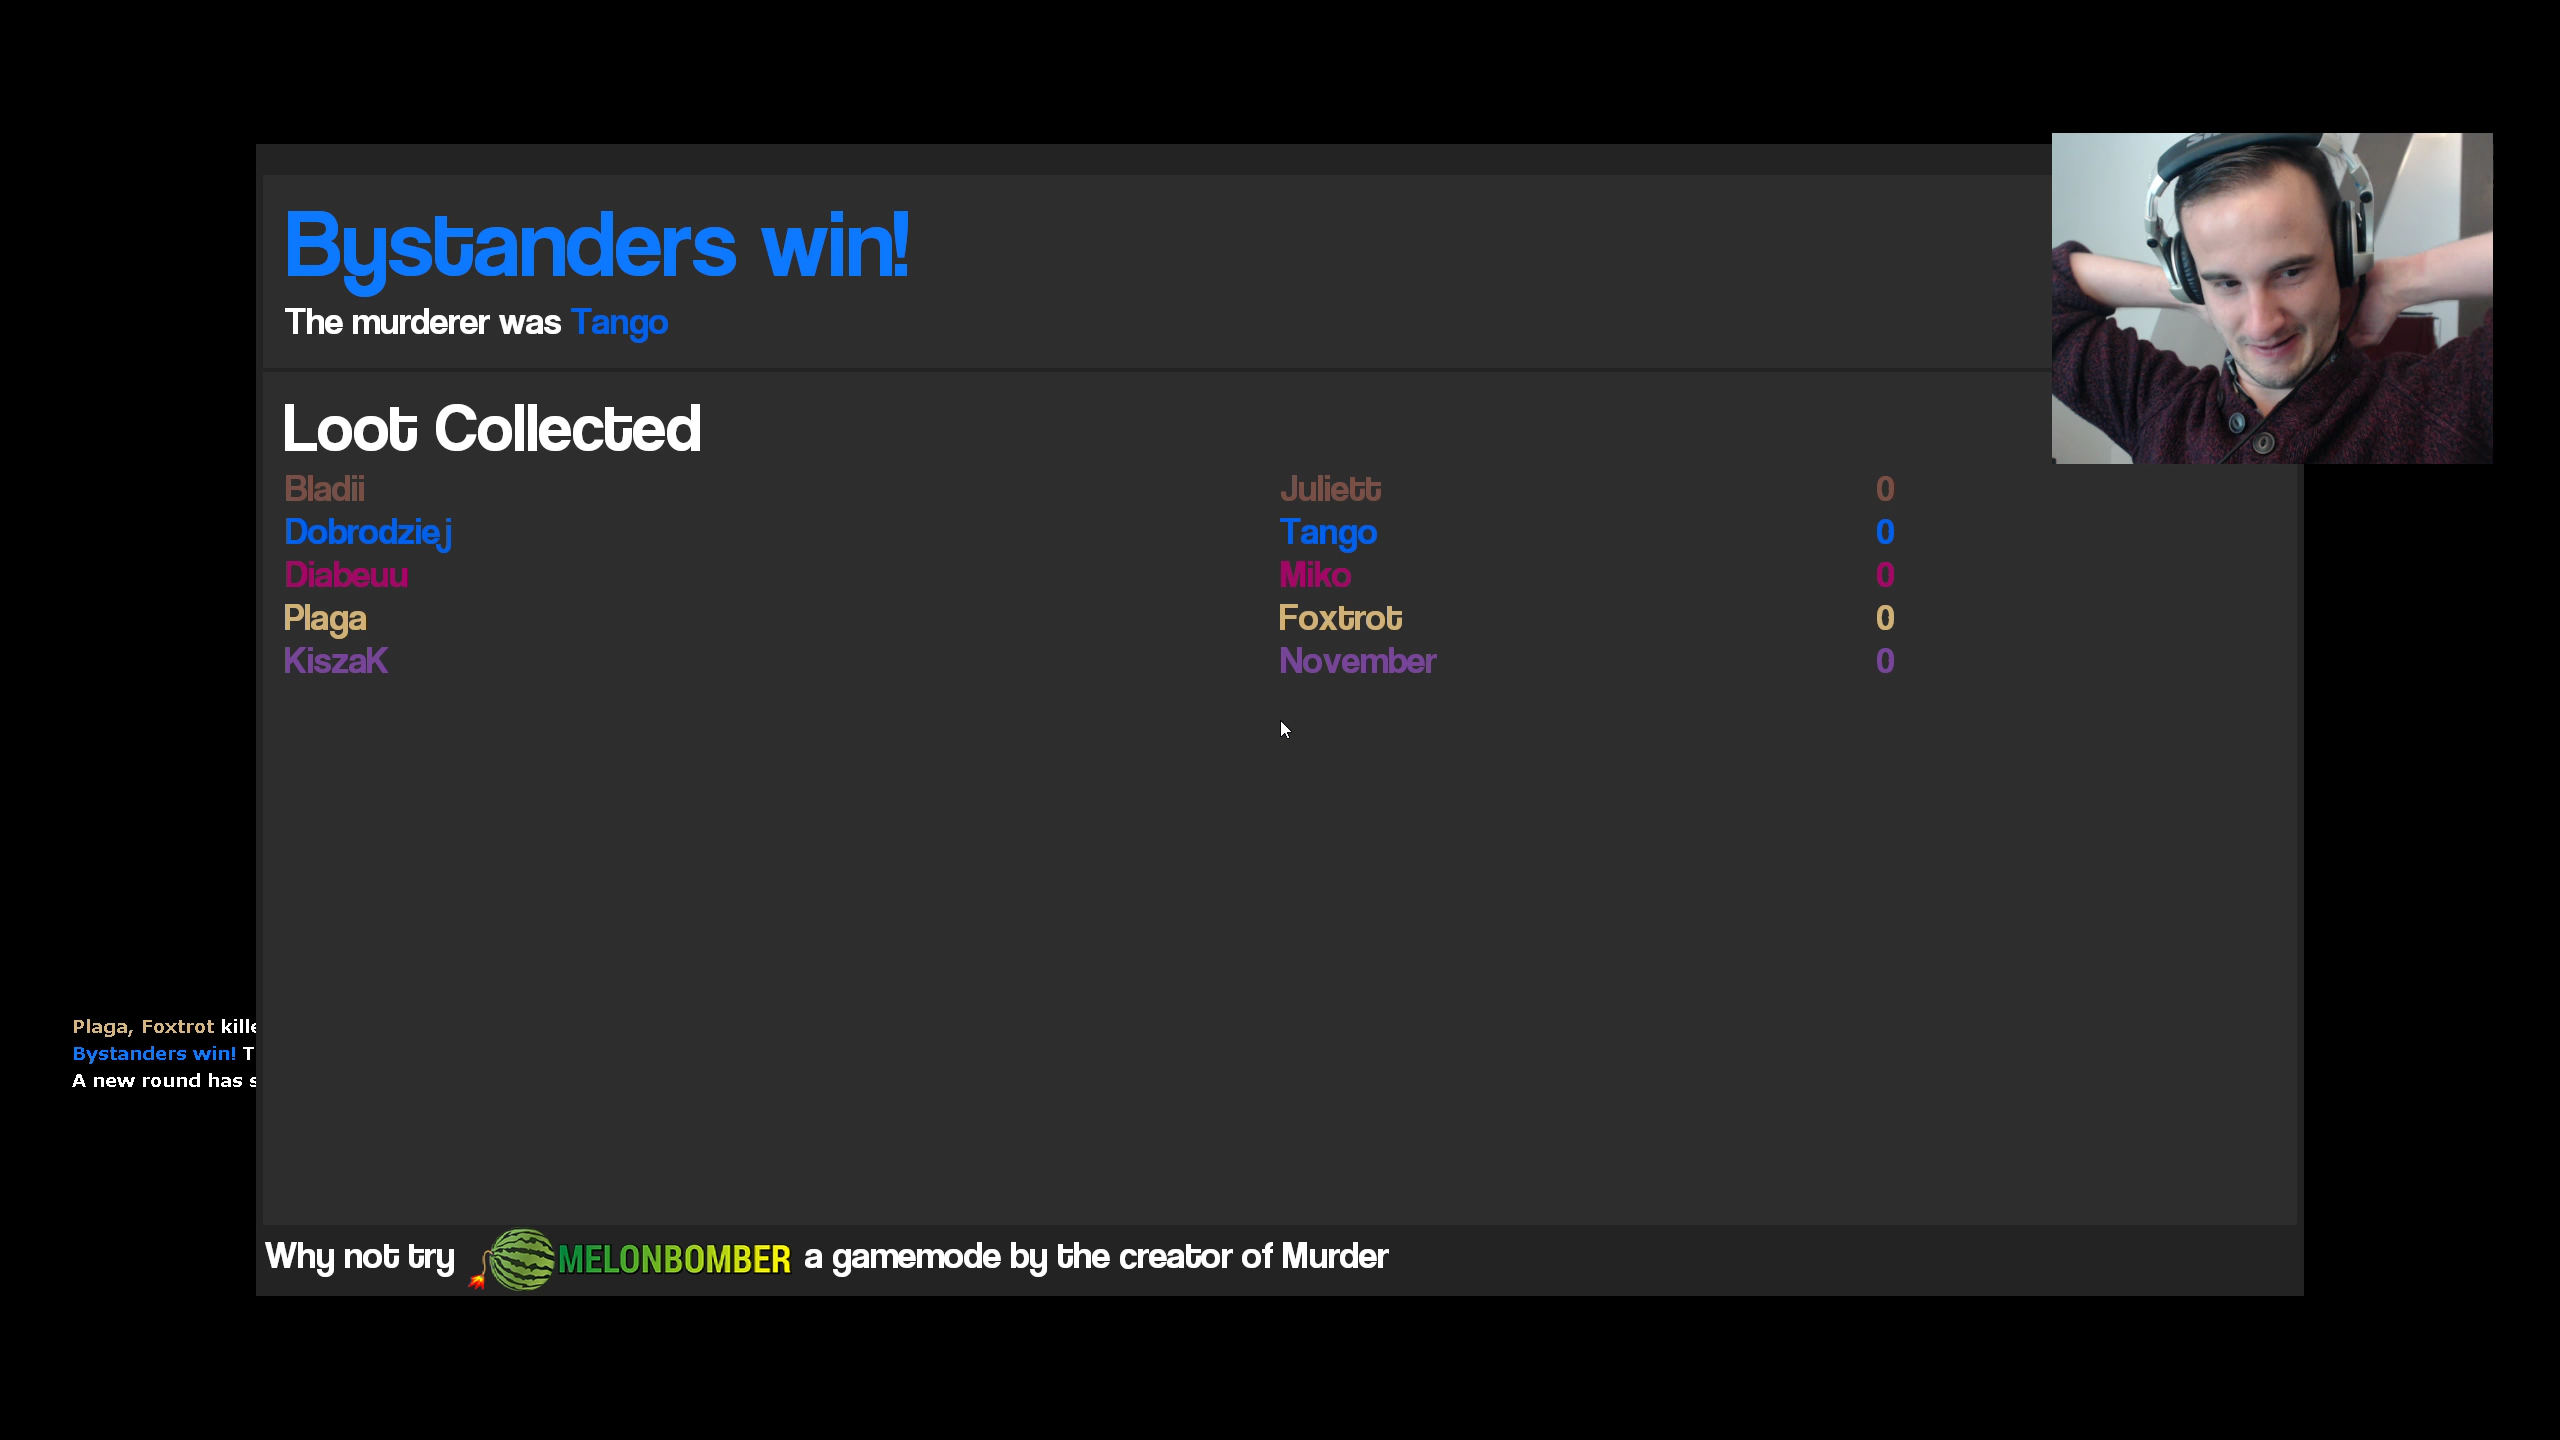 Bystanders win!
The murderer was Tango
Loot Collected
Bladii Juliett 0
Dobrodziej Tango 0
Diabeuu Miko 0
Plaga Foxtrot 0
KiszaK November 0
Plaga, Foxtrot kille
Bystanders win! T
A new round has s
Why not try MELONBOMBER a gamemode by the creator of Murder